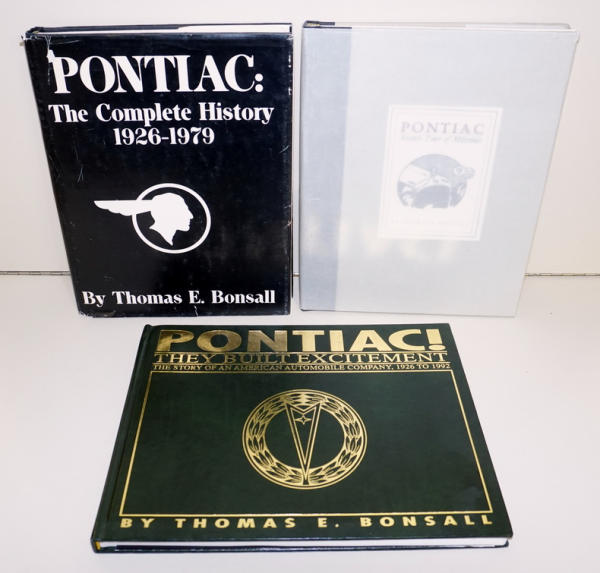 PONTIAC:
The Complete History
1926-1979
By Thomas E. Bonsall
PONTIAC
PONTIAC!
THEY BUILT EXCITEMENT
THE STORY OF AN AMERICAN AUTOMOBILE COMPANY, 1926 TO 1992
BY THOMAS E. BONSALL